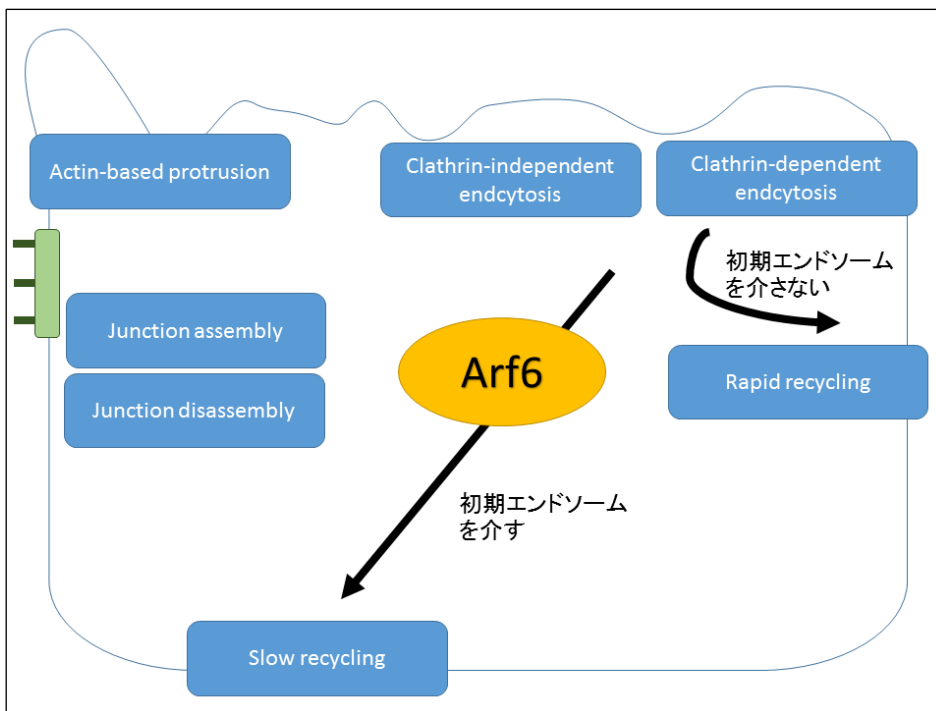 Actin-based protrusion
Clathrin-independent
endcytosis
Clathrin-dependent
endcytosis
初期エンドソーム
を介さない
Junction assembly
Arf6
Rapid recycling
Junction disassembly
初期エンドソーム
を介す
Slow recycling